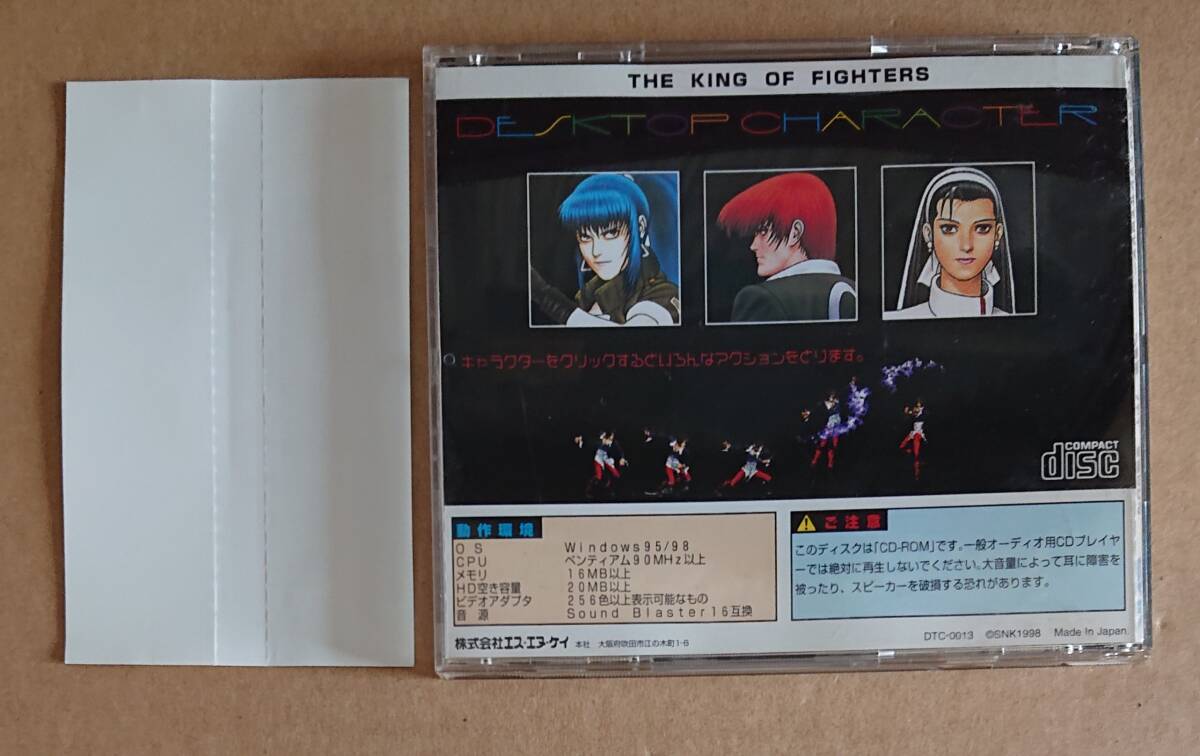 THE KING OF FIGHTERS
DESKTOP CHARACTER
キャラクターをクリックするといろんなアクションをとります。
COMPACT
disc
動作環境
OS Windows95/98
CPU ペンティアム90MHz以上
メモリ 16MB以上
HD空き容量 20MB以上
ビデオアダプタ 256色以上表示可能なもの
音源 Sound Blaster16互換
ご注意
このディスクは「CD-ROM」です。一般オーディオ用CDプレイヤ
ーでは絶対に再生しないでください。大音量によって耳に障害を
被ったり、スピーカーを破損する恐れがあります。
株式会社エス・エヌ・ケイ 本社 大阪府吹田市江の木町1-6
DTC-0013 ©SNK1998 Made In Japan.